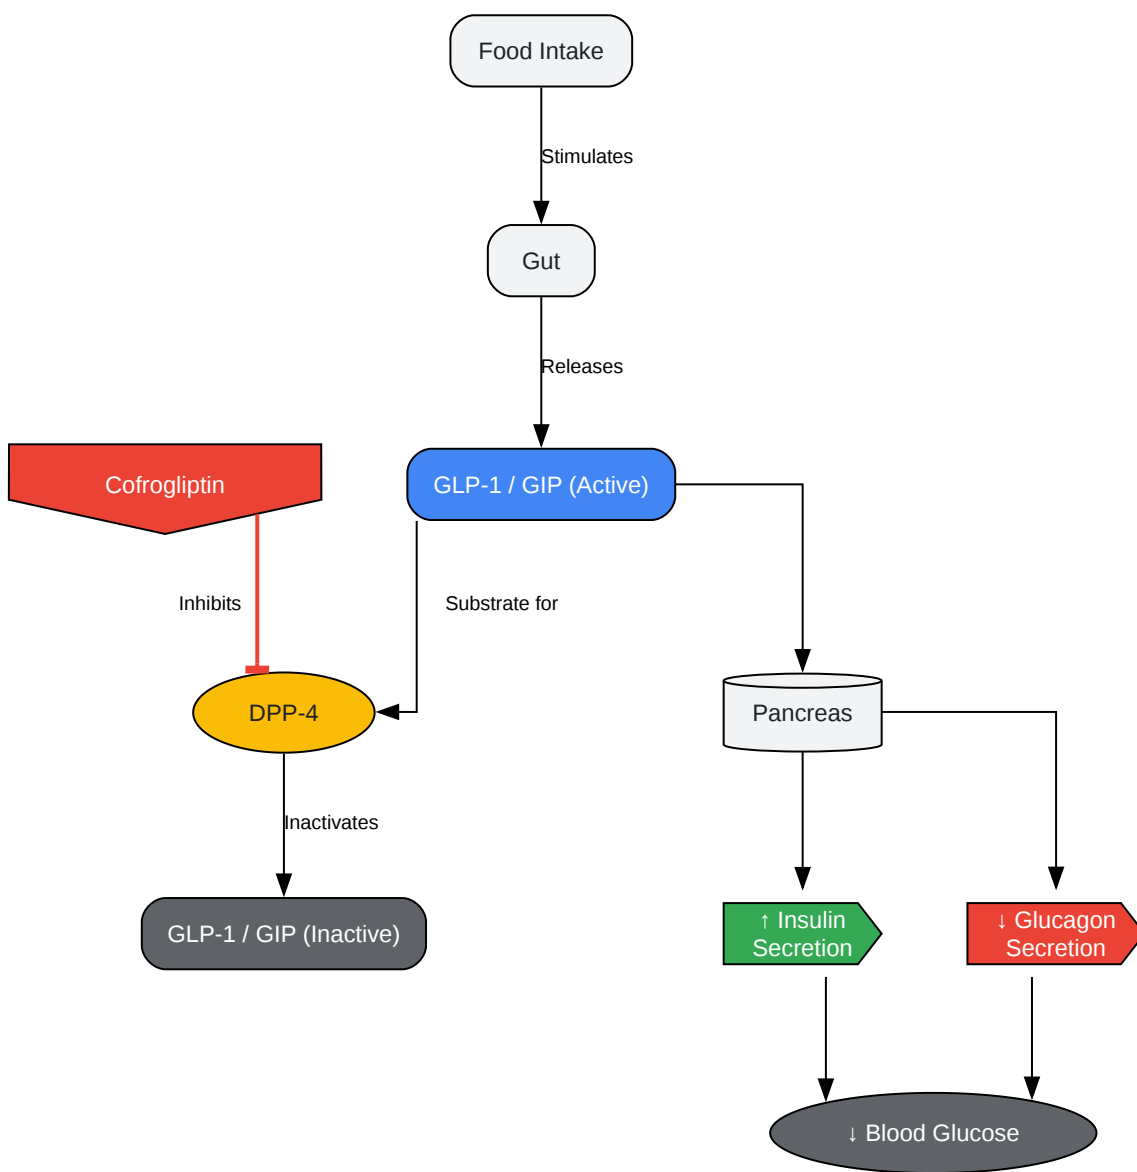 Food Intake
Stimulates
Gut
Releases
Cofrogliptin
GLP-1 / GIP (Active)
Inhibits
Substrate for
DPP-4
Pancreas
Inactivates
GLP-1 / GIP (Inactive)
↑ Insulin
Secretion
↓ Glucagon
Secretion
↓ Blood Glucose